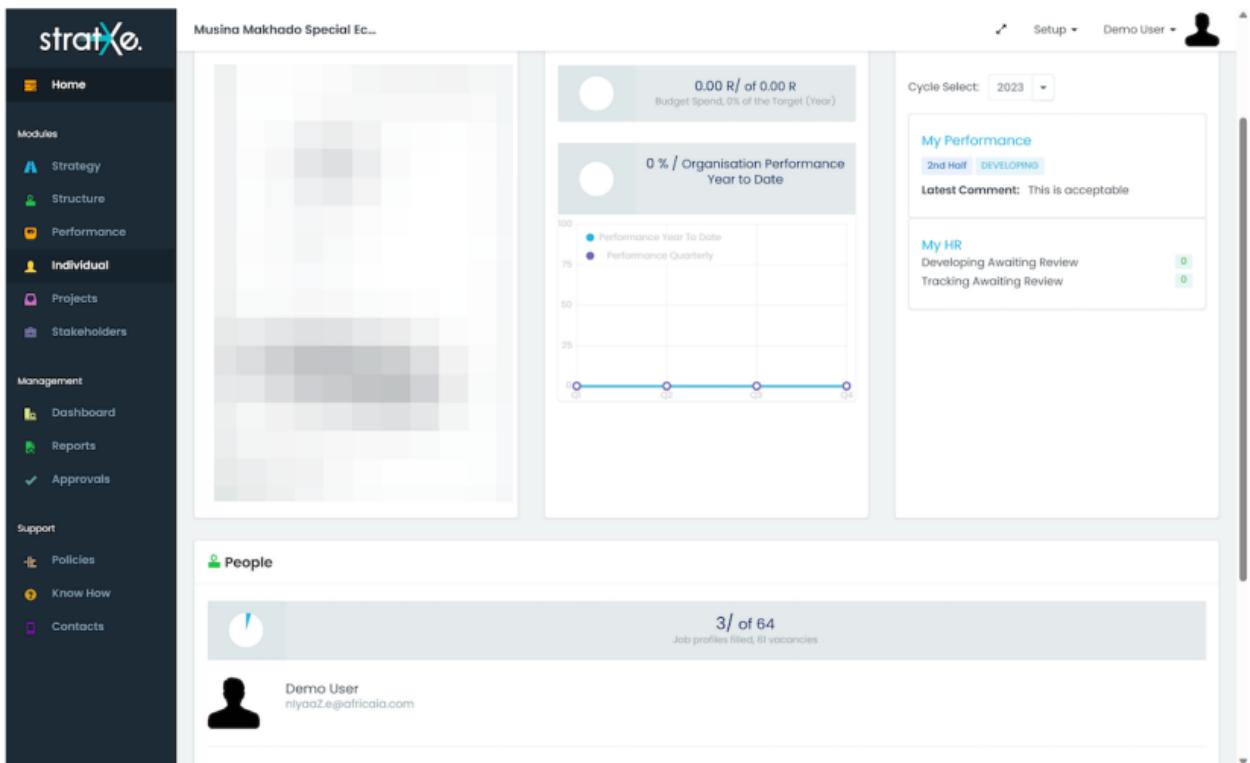 stratXe.
Musina Makhado Special Ec...
Setup
Demo User
Home
Modules
Strategy
Structure
Performance
Individual
Projects
Stakeholders
Management
Dashboard
Reports
Approvals
Support
Policies
Know How
Contacts
0.00 R/ of 0.00 R
Budget Spend, 0% of the Target (Year)
0 % / Organisation Performance
Year to Date
100
75
50
25
0
Performance Year To Date
Performance Quarterly
Q1 Q2 Q3 Q4
Cycle Select: 2023
My Performance
2nd Half DEVELOPING
Latest Comment: This is acceptable
My HR
Developing Awaiting Review 0
Tracking Awaiting Review 0
People
3/ of 64
Job profiles filled, 61 vacancies
Demo User